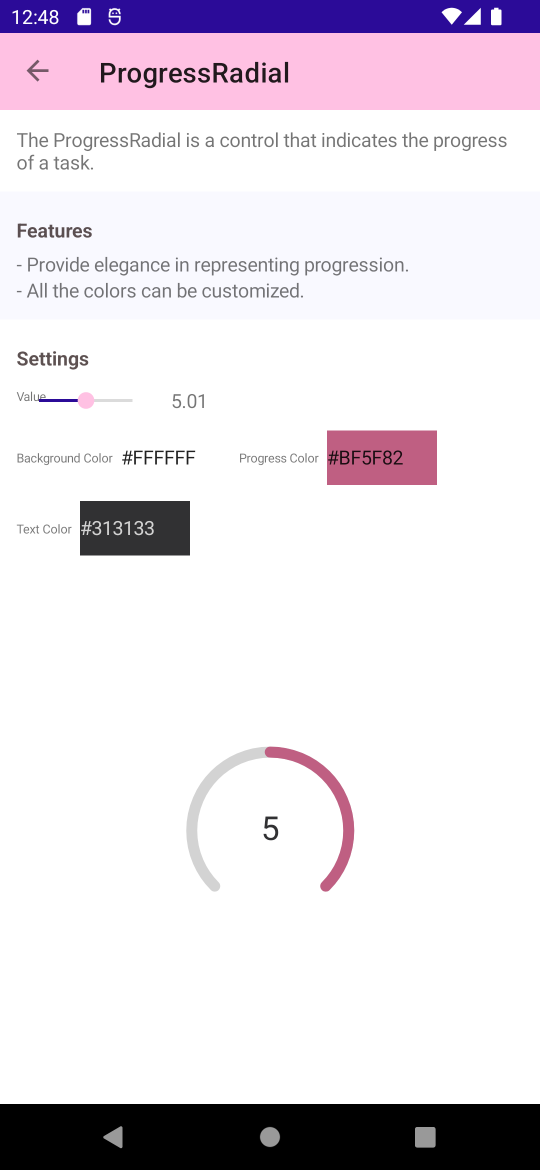 12:48
ProgressRadial
The ProgressRadial is a control that indicates the progress
of a task.
Features
- Provide elegance in representing progression.
- All the colors can be customized.
Settings
Value
5.01
Background Color #FFFFFF Progress Color #BF5F82
Text Color #313133
5